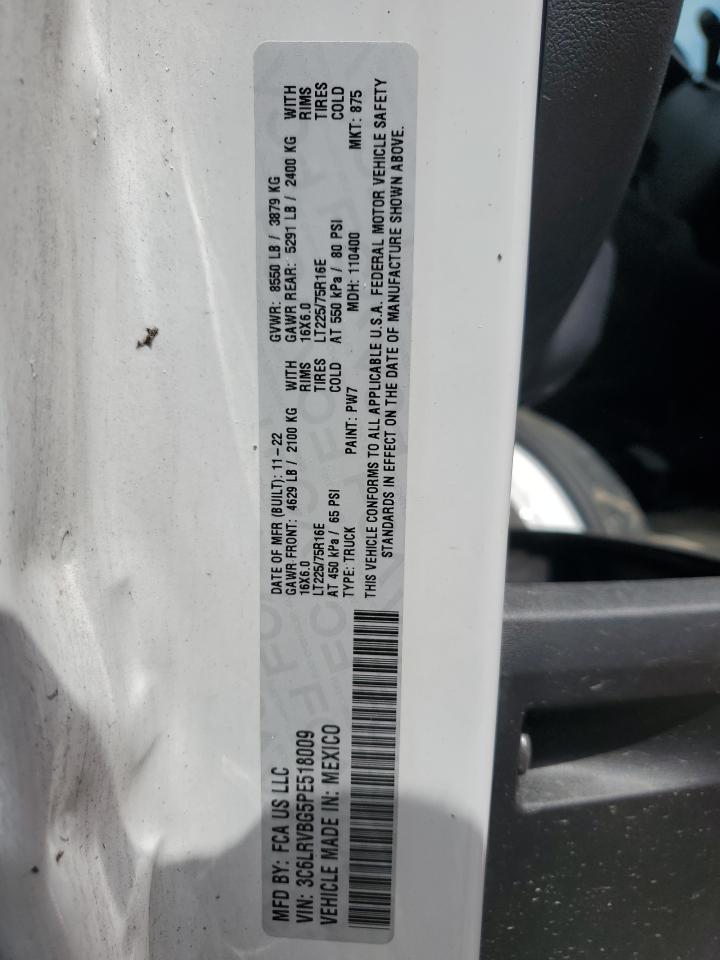 MFD BY: FCA US LLC
VIN: 3C6LRVBG5PE518009
VEHICLE MADE IN: MEXICO
DATE OF MFR (BUILT): 11-22 GVWR: 8550 LB / 3879 KG
GAWR FRONT: 4629 LB / 2100 KG WITH GAWR REAR: 5291 LB / 2400 KG WITH
16X6.0 RIMS 16X6.0 RIMS
LT225/75R16E TIRES LT225/75R16E TIRES
AT 450 kPa / 65 PSI COLD AT 550 kPa / 80 PSI COLD
TYPE: TRUCK PAINT: PW7 MDH: 110400 MKT: 875
THIS VEHICLE CONFORMS TO ALL APPLICABLE U.S.A. FEDERAL MOTOR VEHICLE SAFETY
STANDARDS IN EFFECT ON THE DATE OF MANUFACTURE SHOWN ABOVE.